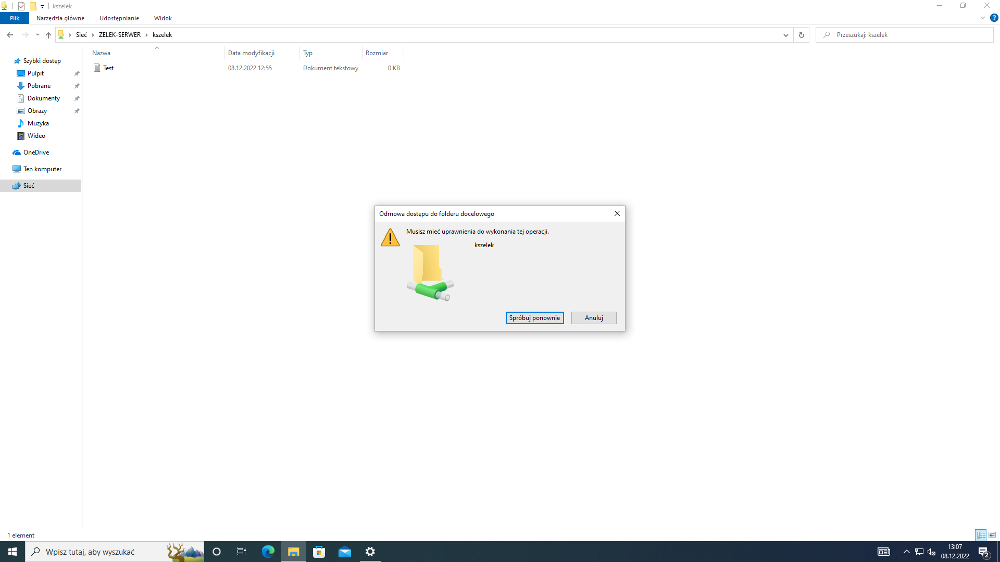 kszelek
Plik Narzędzia główne Udostępnianie Widok
Sieć ZELEK-SERWER kszelek
Przeszukaj: kszelek
Nazwa Data modyfikacji Typ Rozmiar
Test 08.12.2022 12:55 Dokument tekstowy 0 KB
Szybki dostęp
Pulpit
Pobrane
Dokumenty
Obrazy
Muzyka
Wideo
OneDrive
Ten komputer
Sieć
Odmowa dostępu do folderu docelowego
Musisz mieć uprawnienia do wykonania tej operacji.
kszelek
Spróbuj ponownie Anuluj
1 element
Wpisz tutaj, aby wyszukać
13:07
08.12.2022
2